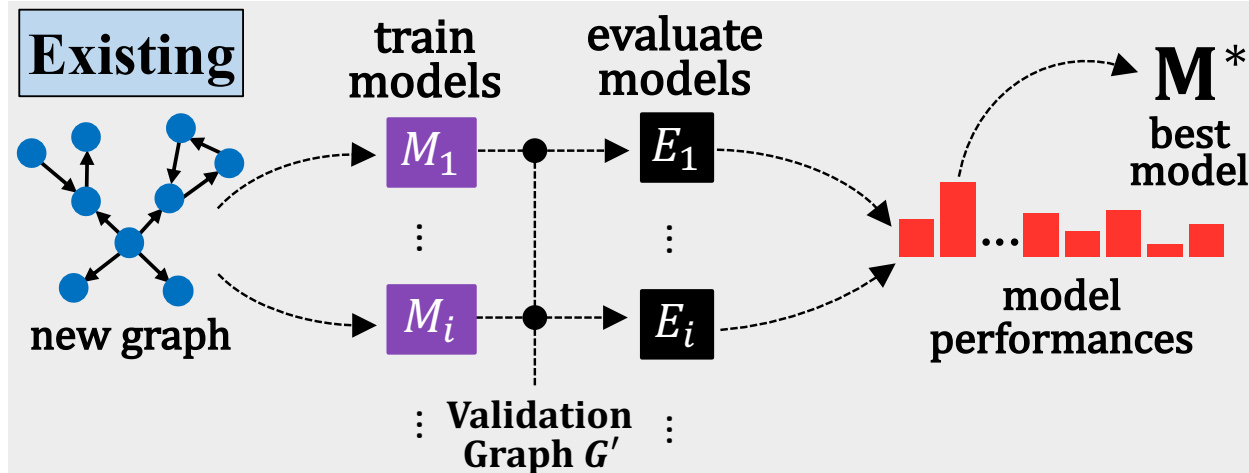 Existing
train
models
evaluate
models
M*
best
model
M₁
E₁
⋮
⋮
...
Mᵢ
Eᵢ
new graph
model
performances
⋮
⋮
Validation
Graph G′